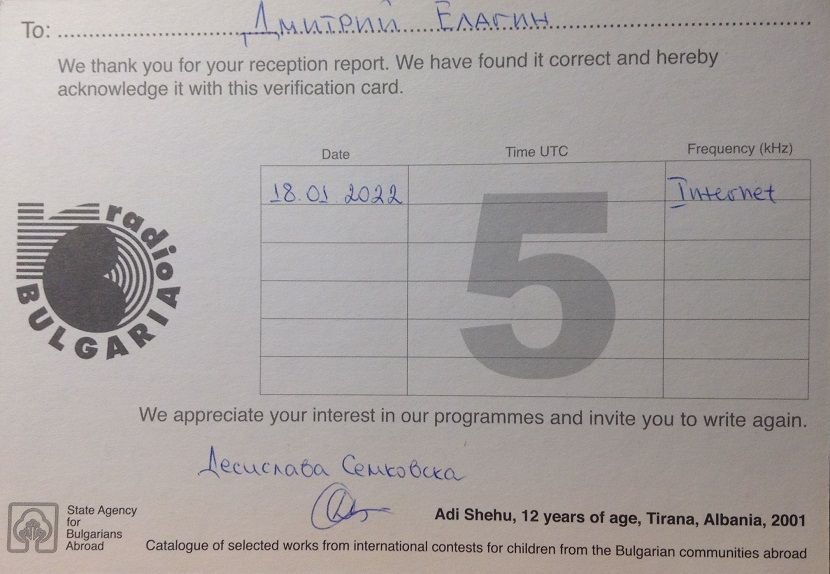 To: Дмитрий Елагин
We thank you for your reception report. We have found it correct and hereby
acknowledge it with this verification card.
Date Time UTC Frequency (kHz)
18.01.2022 Internet
5
radio
BULGARIA
We appreciate your interest in our programmes and invite you to write again.
Десислава Семковска
State Agency
for
Bulgarians
Abroad
Adi Shehu, 12 years of age, Tirana, Albania, 2001
Catalogue of selected works from international contests for children from the Bulgarian communities abroad